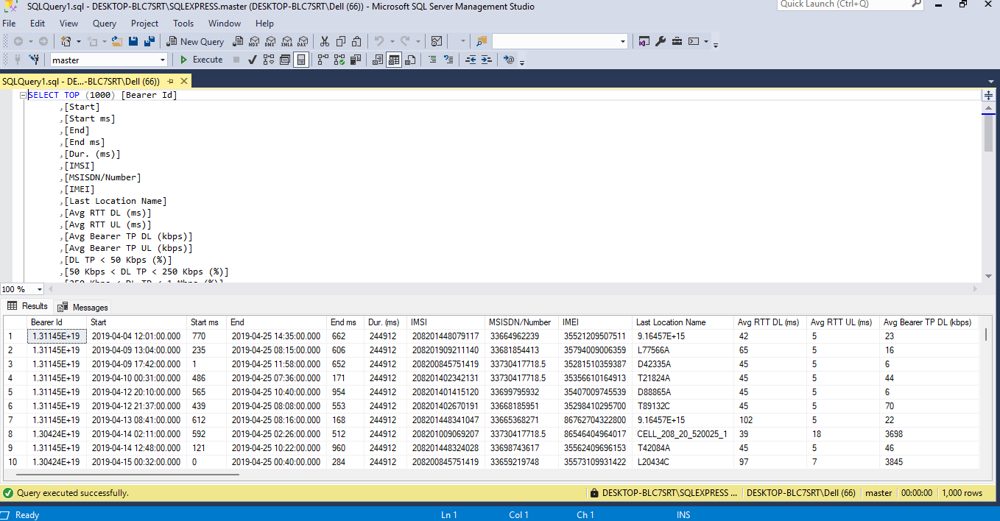 SQLQuery1.sql - DESKTOP-BLC7SRT\SQLEXPRESS.master (DESKTOP-BLC7SRT\Dell (66)) - Microsoft SQL Server Management Studio
Quick Launch (Ctrl+Q)
File Edit View Query Project Tools Window Help
New Query MDX DMX XMLA DAX
master Execute
SQLQuery1.sql - DE...-BLC7SRT\Dell (66))
SELECT TOP (1000) [Bearer Id]
,[Start]
,[Start ms]
,[End]
,[End ms]
,[Dur. (ms)]
,[IMSI]
,[MSISDN/Number]
,[IMEI]
,[Last Location Name]
,[Avg RTT DL (ms)]
,[Avg RTT UL (ms)]
,[Avg Bearer TP DL (kbps)]
,[Avg Bearer TP UL (kbps)]
,[DL TP < 50 Kbps (%)]
,[50 Kbps < DL TP < 250 Kbps (%)]
,[250 Kbps < DL TP < 1 Mbps (%)]
100 %
Results Messages
Bearer Id Start Start ms End End ms Dur. (ms) IMSI MSISDN/Number IMEI Last Location Name Avg RTT DL (ms) Avg RTT UL (ms) Avg Bearer TP DL (kbps)
1 1.31145E+19 2019-04-04 12:01:00.000 770 2019-04-25 14:35:00.000 662 244912 208201448079117 33664962239 35521209507511 9.16457E+15 42 5 23
2 1.31145E+19 2019-04-09 13:04:00.000 235 2019-04-25 08:15:00.000 606 244912 208201909211140 33681854413 35794009006359 L77566A 65 5 16
3 1.31145E+19 2019-04-09 17:42:00.000 1 2019-04-25 11:58:00.000 652 244912 208200845751419 33730417718.5 35281510359387 D42335A 45 5 6
4 1.31145E+19 2019-04-10 00:31:00.000 486 2019-04-25 07:36:00.000 171 244912 208201402342131 33730417718.5 35356610164913 T21824A 45 5 44
5 1.31145E+19 2019-04-12 20:10:00.000 565 2019-04-25 10:40:00.000 954 244912 208201401415120 33699795932 35407009745539 D88865A 45 5 6
6 1.31145E+19 2019-04-12 21:37:00.000 439 2019-04-25 08:08:00.000 553 244912 208201402670191 33668185951 35298410295700 T89132C 45 5 70
7 1.31145E+19 2019-04-13 08:41:00.000 612 2019-04-25 08:16:00.000 168 244912 208201448341047 33665368271 86762704322800 9.16457E+15 102 5 22
8 1.30424E+19 2019-04-14 02:11:00.000 592 2019-04-25 02:26:00.000 512 244912 208201009069207 33730417718.5 86546404964017 CELL_208_20_520025_1 39 18 3698
9 1.31145E+19 2019-04-14 12:48:00.000 121 2019-04-25 10:22:00.000 960 244912 208201448324028 33698743617 35562409696153 T42084A 45 5 46
10 1.30424E+19 2019-04-15 00:32:00.000 0 2019-04-25 00:40:00.000 284 244912 208200845751419 33659219748 35573109931422 L20434C 97 7 3845
Query executed successfully. DESKTOP-BLC7SRT\SQLEXPRESS ... DESKTOP-BLC7SRT\Dell (66) master 00:00:00 1,000 rows
Ready Ln 1 Col 1 Ch 1 INS